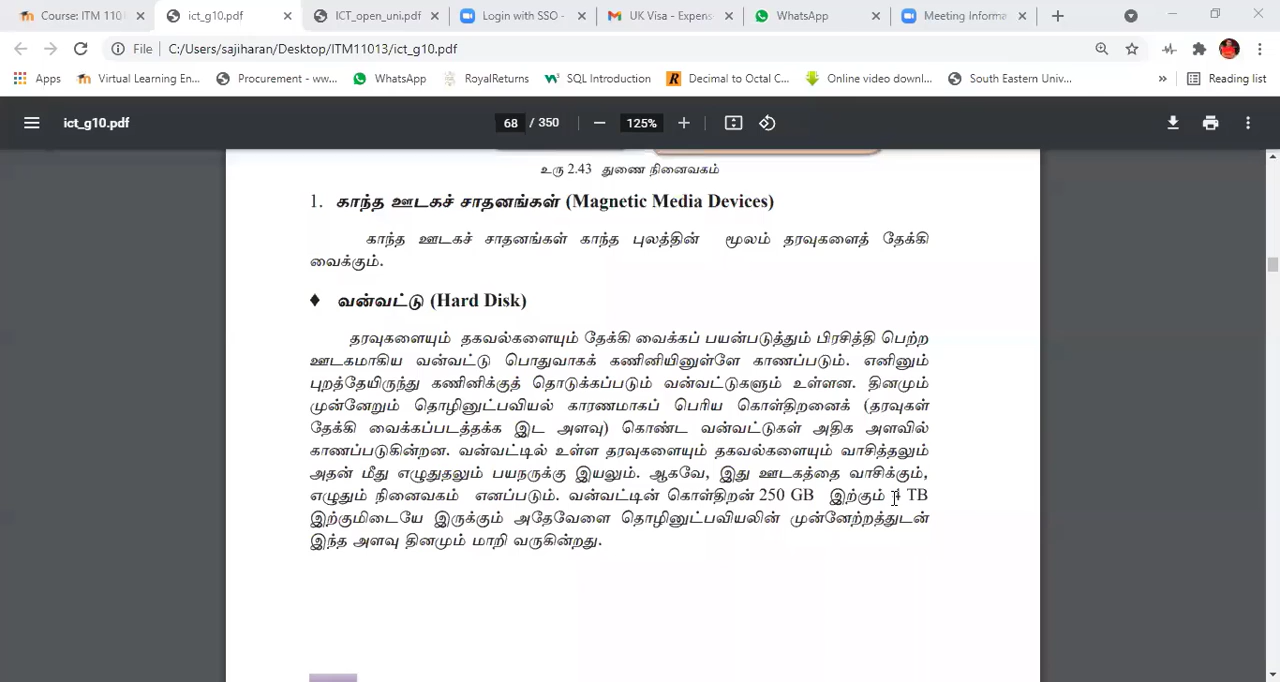 Course: ITM 110
ict_g10.pdf
ICT_open_uni.pdf
Login with SSO -
UK Visa - Expens
WhatsApp
Meeting Informa
File
C:/Users/sajiharan/Desktop/ITM11013/ict_g10.pdf
Apps
Virtual Learning En...
Procurement - ww...
WhatsApp
RoyalReturns
SQL Introduction
Decimal to Octal C...
Online video downl...
South Eastern Univ...
»
Reading list
ict_g10.pdf
68 / 350
125%
உரு 2.43 துணை நினைவகம்
1. காந்த ஊடகச் சாதனங்கள் (Magnetic Media Devices)
காந்த ஊடகச் சாதனங்கள் காந்த புலத்தின் மூலம் தரவுகளைத் தேக்கி
வைக்கும்.
♦ வன்வட்டு (Hard Disk)
தரவுகளையும் தகவல்களையும் தேக்கி வைக்கப் பயன்படுத்தும் பிரசித்தி பெற்ற
ஊடகமாகிய வன்வட்டு பொதுவாகக் கணினியினுள்ளே காணப்படும். எனினும்
புறத்தேயிருந்து கணினிக்குத் தொடுக்கப்படும் வன்வட்டுகளும் உள்ளன. தினமும்
முன்னேறும் தொழினுட்பவியல் காரணமாகப் பெரிய கொள்திறனைக் (தரவுகள்
தேக்கி வைக்கப்படத்தக்க இட அளவு) கொண்ட வன்வட்டுகள் அதிக அளவில்
காணப்படுகின்றன. வன்வட்டில் உள்ள தரவுகளையும் தகவல்களையும் வாசித்தலும்
அதன் மீது எழுதுதலும் பயநருக்கு இயலும். ஆகவே, இது ஊடகத்தை வாசிக்கும்,
எழுதும் நினைவகம் எனப்படும். வன்வட்டின் கொள்திறன் 250 GB இற்கும் TB
இற்குமிடையே இருக்கும் அதேவேளை தொழினுட்பவியலின் முன்னேற்றத்துடன்
இந்த அளவு தினமும் மாறி வருகின்றது.